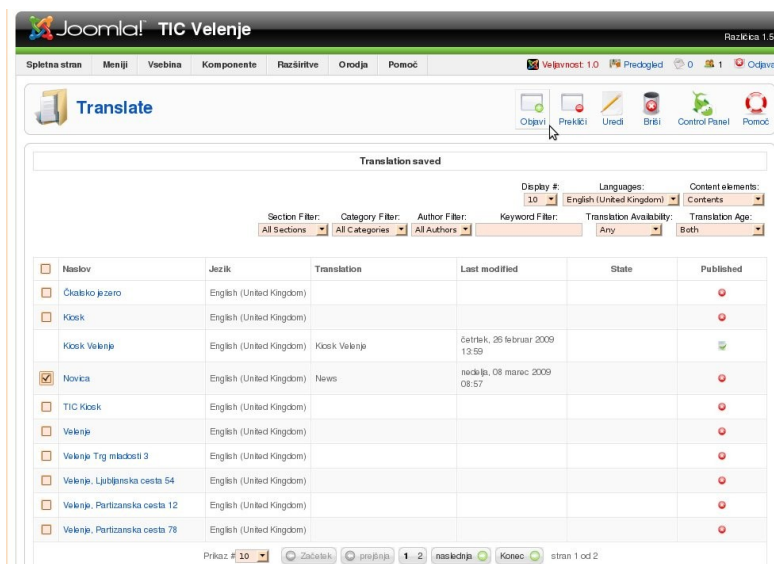 Joomla! TIC Velenje
Različica 1.5
Spletna stran Meniji Vsebina Komponente Razširitve Orodja Pomoč Veljavnost: 1.0 Predogled 0 1 Odjava
Translate
Objavi Prekliči Uredi Briši Control Panel Pomoč
Translation saved
Display #: Languages: Content elements:
10 English (United Kingdom) Contents
Section Filter: Category Filter: Author Filter: Keyword Filter: Translation Availability: Translation Age:
All Sections All Categories All Authors Any Both
Naslov Jezik Translation Last modified State Published
Čkalsko jezero English (United Kingdom)
Kiosk English (United Kingdom)
Kiosk Velenje English (United Kingdom) Kiosk Velenje četrtek, 26 februar 2009
13:59
Novica English (United Kingdom) News nedelja, 08 marec 2009
08:57
TIC Kiosk English (United Kingdom)
Velenje English (United Kingdom)
Velenje Trg mladosti 3 English (United Kingdom)
Velenje, Ljubljanska cesta 54 English (United Kingdom)
Velenje, Partizanska cesta 12 English (United Kingdom)
Velenje, Partizanska cesta 78 English (United Kingdom)
Prikaz # 10 Začetek prejšnja 1 2 naslednja Konec stran 1 od 2